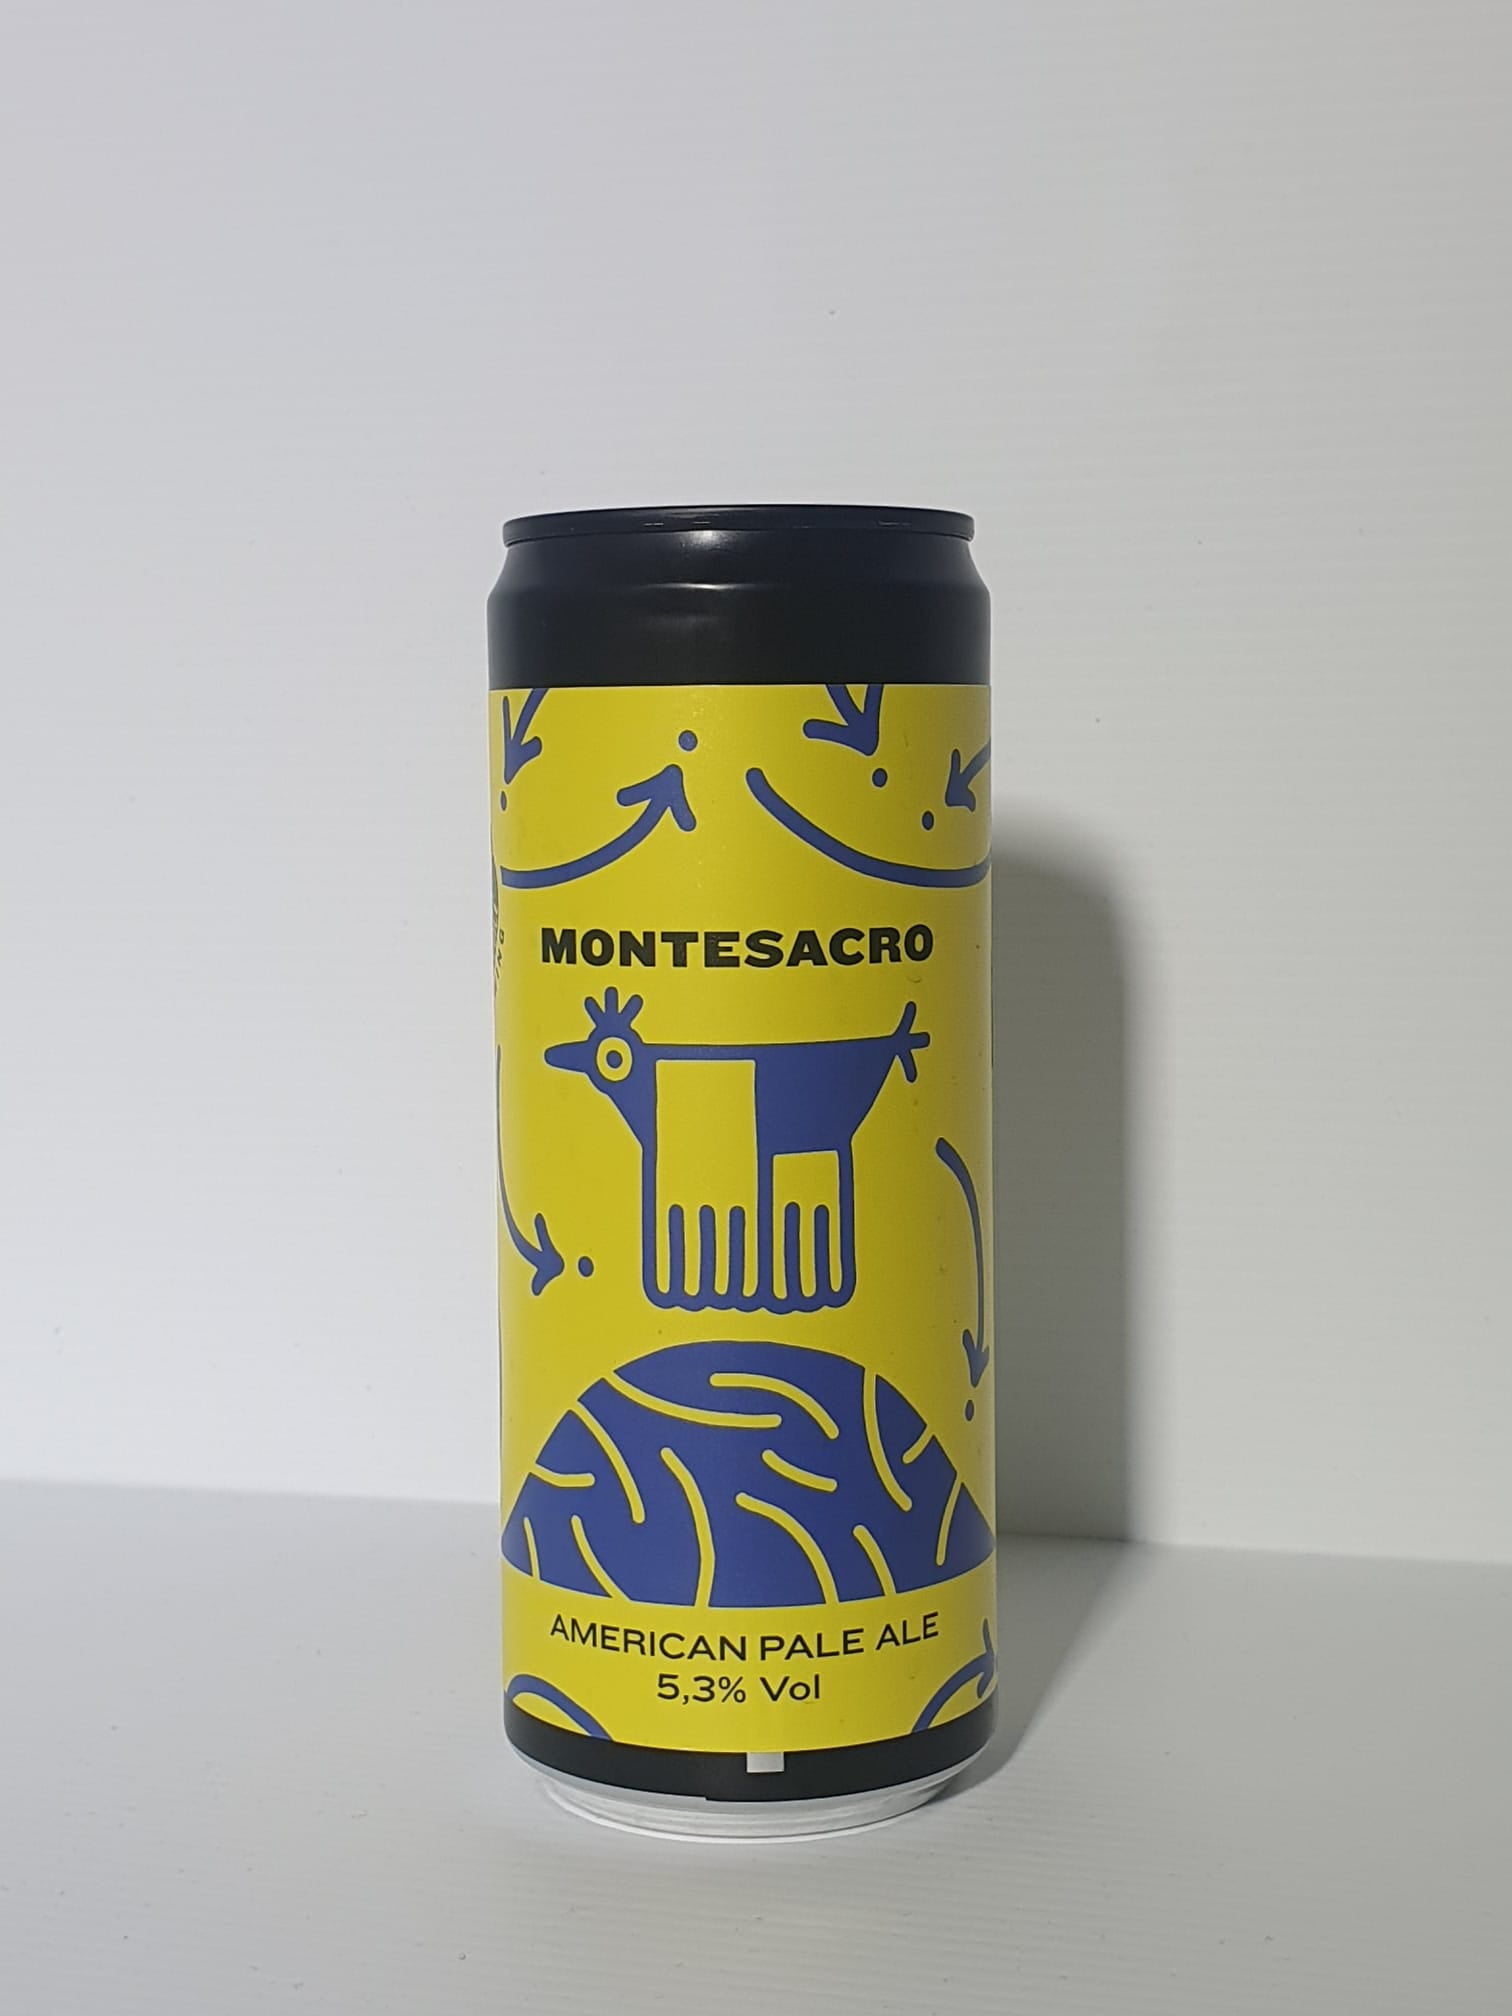 MONTESACRO
AMERICAN PALE ALE
5,3% Vol